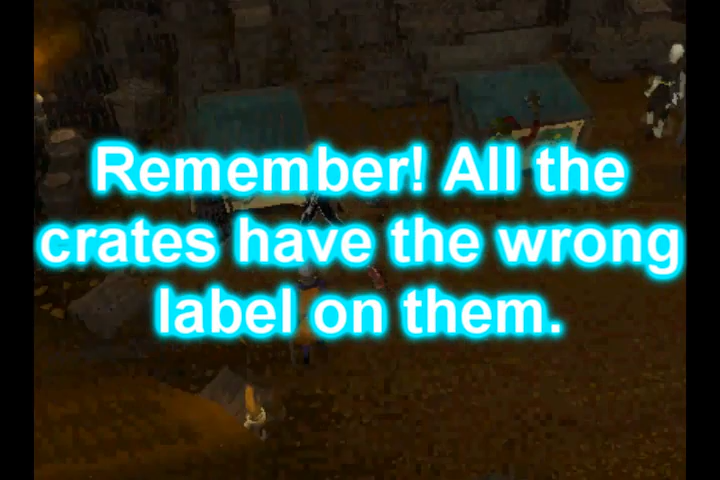 Remember! All the
crates have the wrong
label on them.